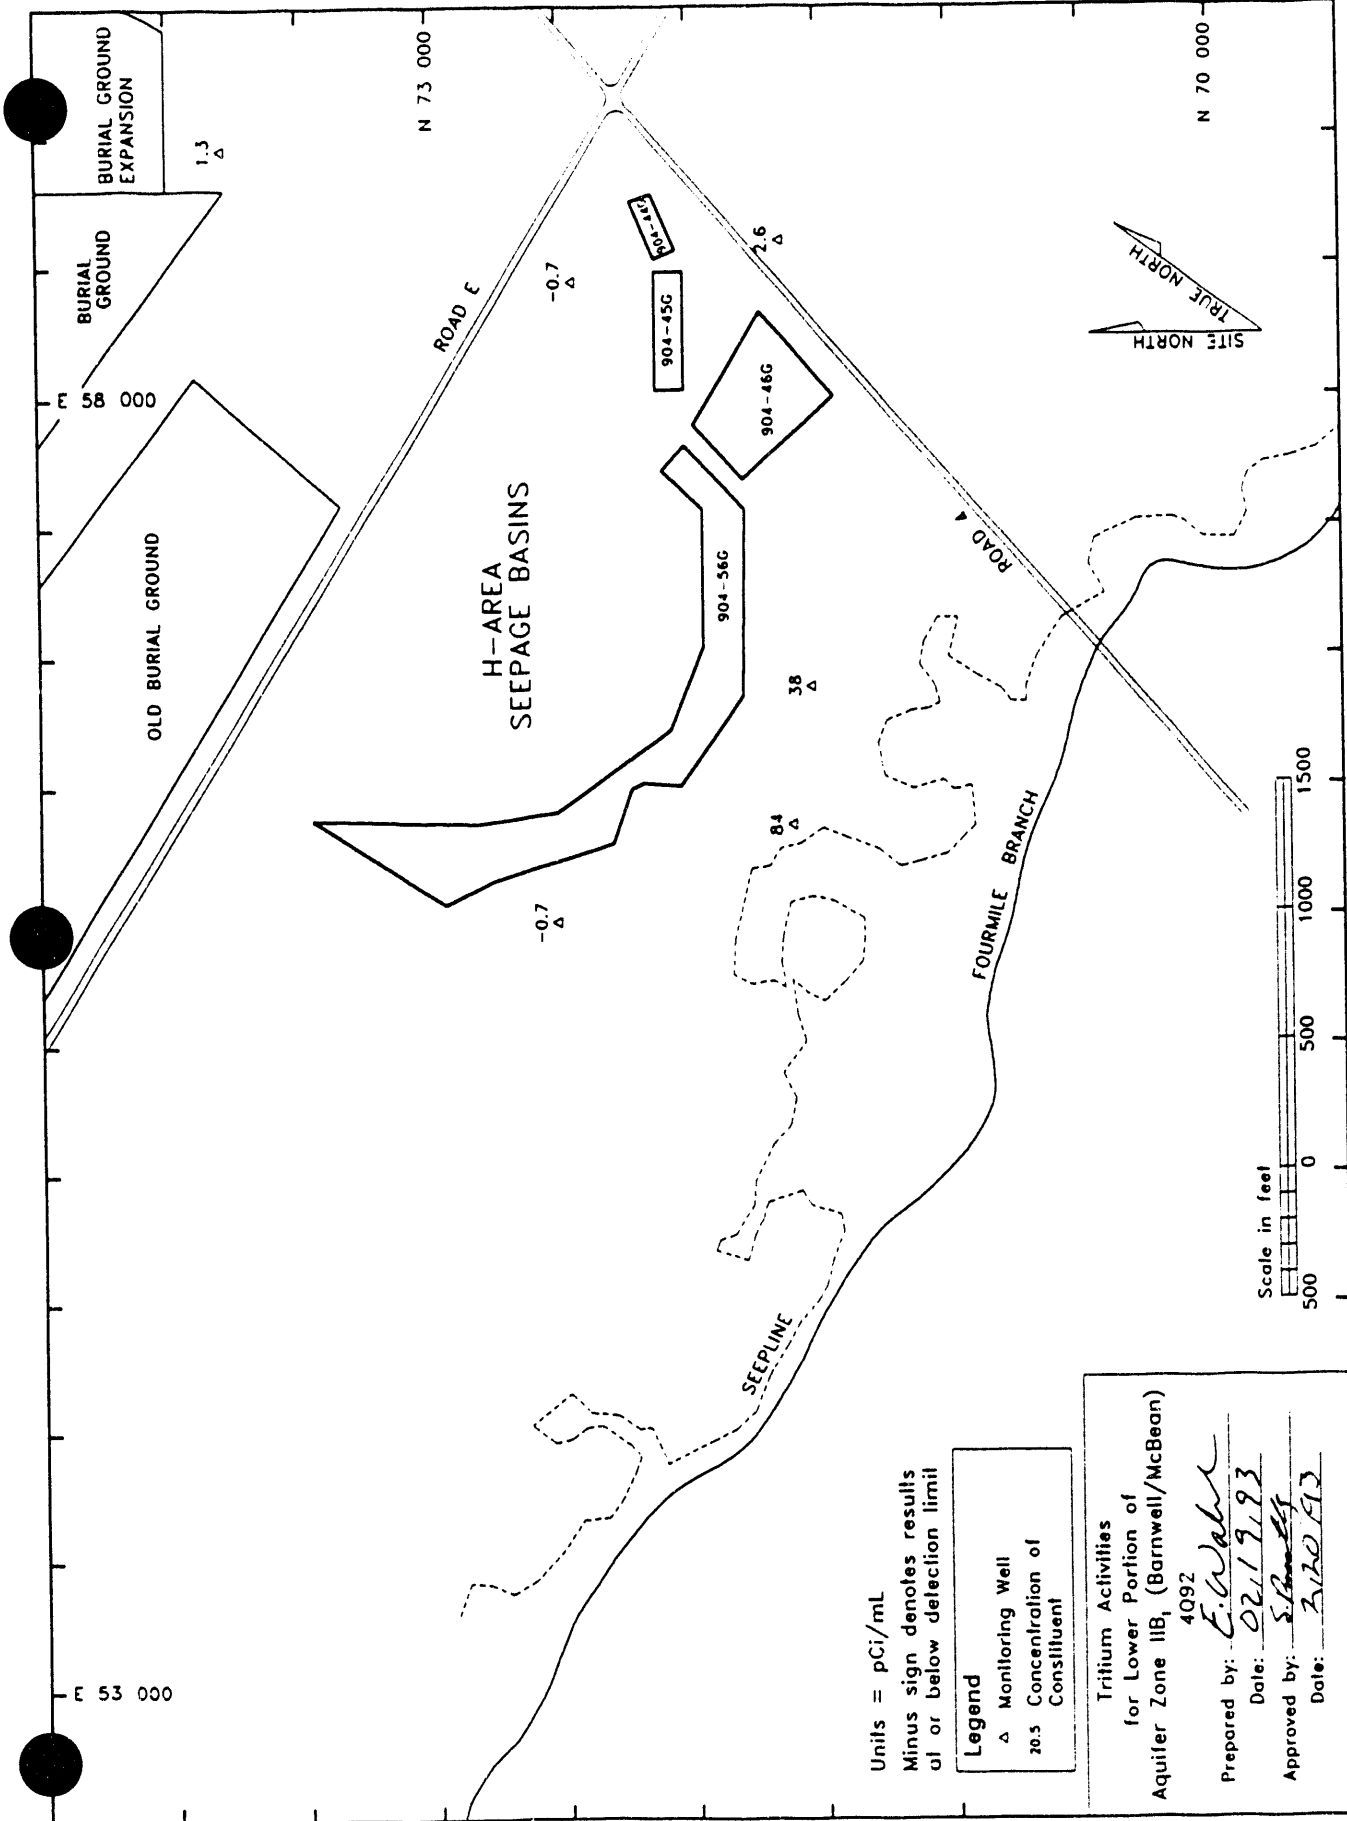 BURIAL GROUND
EXPANSION
1.3
BURIAL
GROUND
E 58 000
OLD BURIAL GROUND
N 73 000
ROAD E
-0.7
904-44G
904-45G
2.6
904-46G
N 70 000
TRUE NORTH
SITE NORTH
H-AREA
SEEPAGE BASINS
904-56G
ROAD 4
38
84
-0.7
FOURMILE BRANCH
SEEPLINE
E 53 000
Scale in feet
500 0 500 1000 1500
Units = pCi/mL
Minus sign denotes results
at or below detection limit
Legend
Monitoring Well
20.5 Concentration of
Constituent
Tritium Activities
for Lower Portion of
Aquifer Zone IIB₁ (Barnwell/McBean)
4Q92
Prepared by:
Date: 02,19,93
Approved by:
Date: